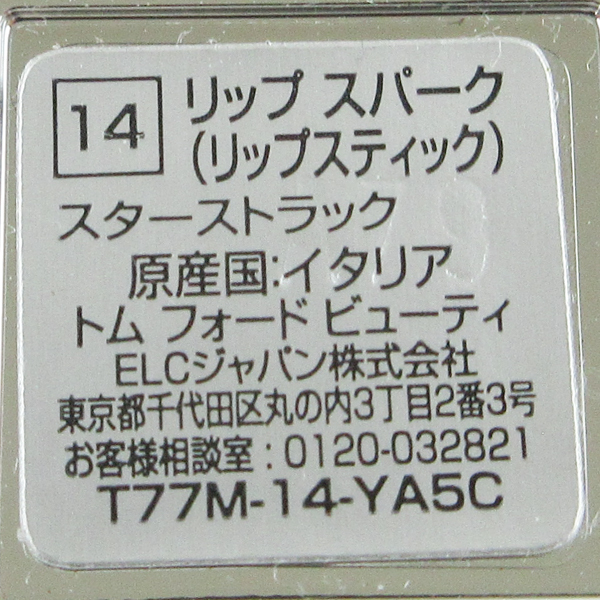 14 リップ スパーク
(リップスティック)
スターストラック
原産国:イタリア
トム フォード ビューティ
ELCジャパン株式会社
東京都千代田区丸の内3丁目2番3号
お客様相談室:0120-032821
T77M-14-YA5C